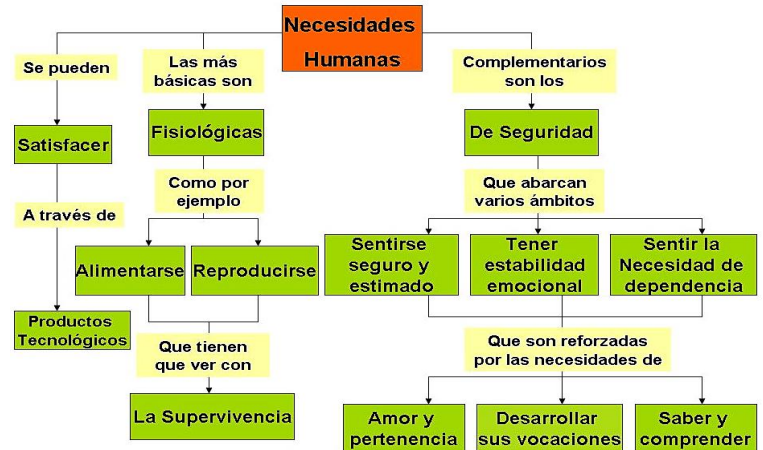 Necesidades
Humanas
Se pueden
Las más
básicas son
Complementarios
son los
Satisfacer
Fisiológicas
De Seguridad
A través de
Como por
ejemplo
Que abarcan
varios ámbitos
Alimentarse
Reproducirse
Sentirse
seguro y
estimado
Tener
estabilidad
emocional
Sentir la
Necesidad de
dependencia
Productos
Tecnológicos
Que tienen
que ver con
Que son reforzadas
por las necesidades de
La Supervivencia
Amor y
pertenencia
Desarrollar
sus vocaciones
Saber y
comprender